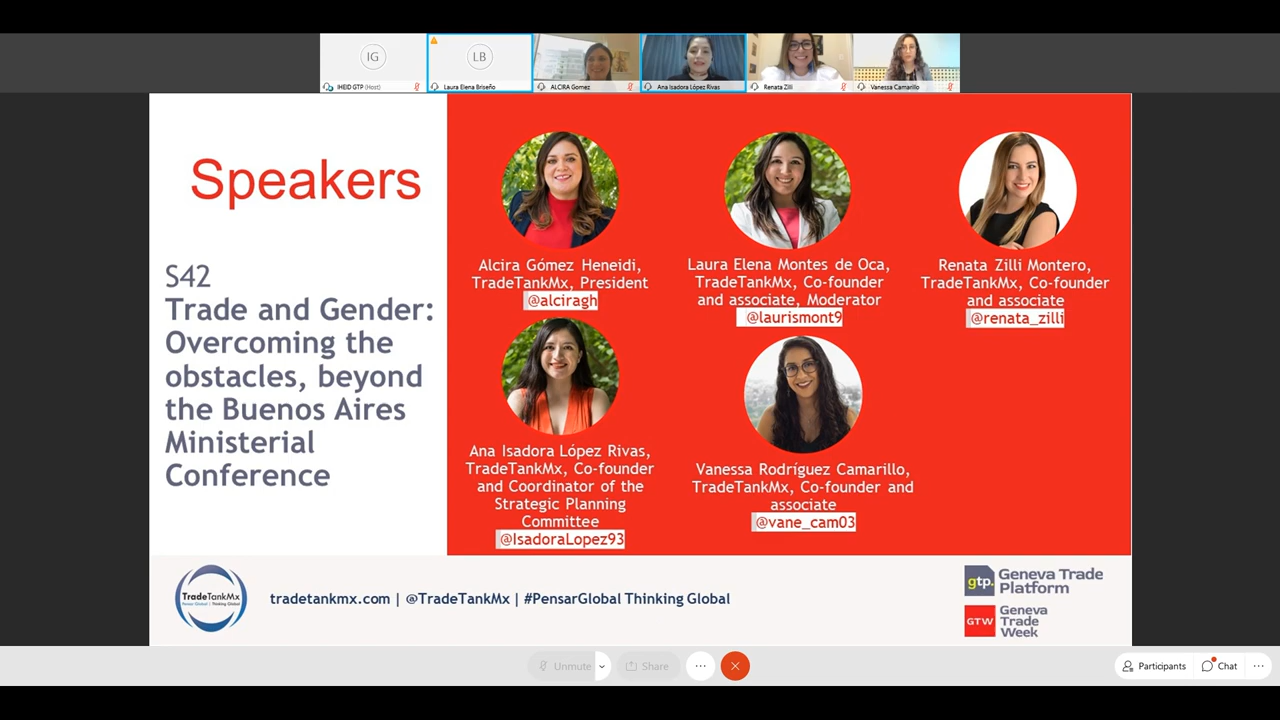 IG
LB
IHEID GTP (Host)
Laura Elena Briseño
ALCIRA Gomez
Ana Isadora López Rivas
Renata Zilli
Vanessa Camarillo
Speakers
S42
Trade and Gender:
Overcoming the
obstacles, beyond
the Buenos Aires
Ministerial
Conference
Alcira Gómez Heneidi,
TradeTankMx, President
@alciragh
Laura Elena Montes de Oca,
TradeTankMx, Co-founder
and associate, Moderator
@laurismont9
Renata Zilli Montero,
TradeTankMx, Co-founder
and associate
@renata_zilli
Ana Isadora López Rivas,
TradeTankMx, Co-founder
and Coordinator of the
Strategic Planning
Committee
@IsadoraLopez93
Vanessa Rodríguez Camarillo,
TradeTankMx, Co-founder and
associate
@vane_cam03
TradeTankMx
Pensar Global | Thinking Global
tradetankmx.com | @TradeTankMx | #PensarGlobal Thinking Global
gtp.
Geneva Trade
Platform
GTW
Geneva
Trade
Week
Unmute
Share
Participants
Chat